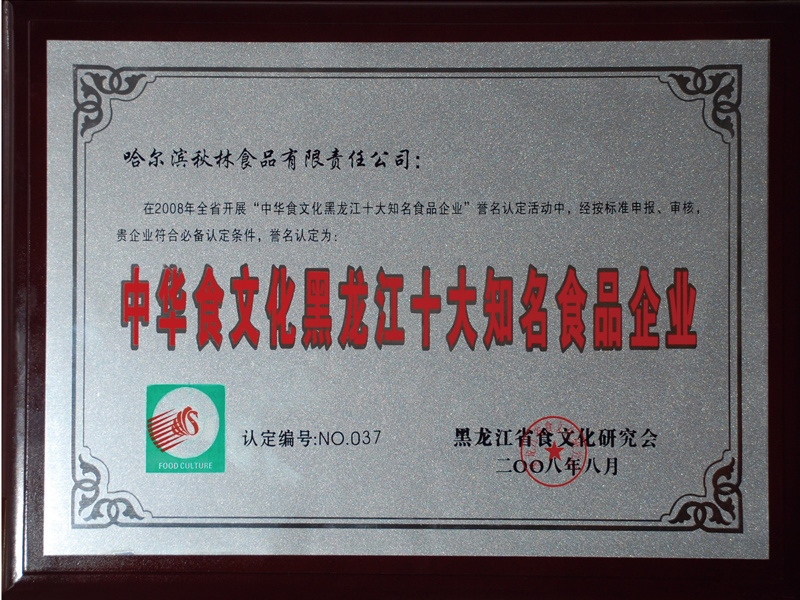 哈尔滨秋林食品有限责任公司：
在2008年全省开展“中华食文化黑龙江十大知名食品企业”誉名认定活动中，经按标准申报、审核，
贵企业符合必备认定条件，誉名认定为：
中华食文化黑龙江十大知名食品企业
FOOD CULTURE
认定编号:NO.037
黑龙江省食文化研究会
二〇〇八年八月